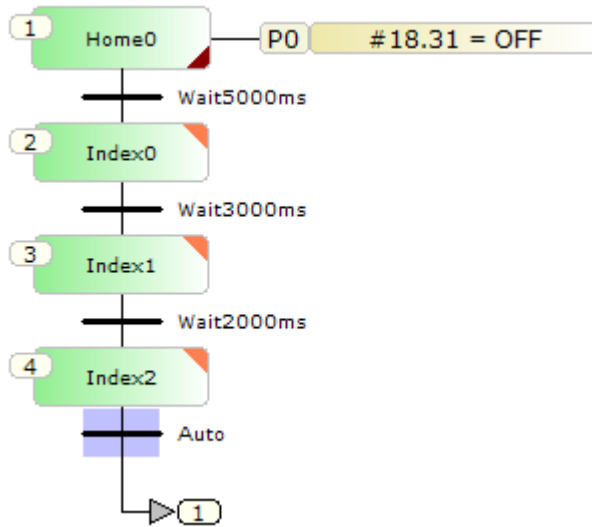 1
Home0
P0
#18.31 = OFF
Wait5000ms
2
Index0
Wait3000ms
3
Index1
Wait2000ms
4
Index2
Auto
1